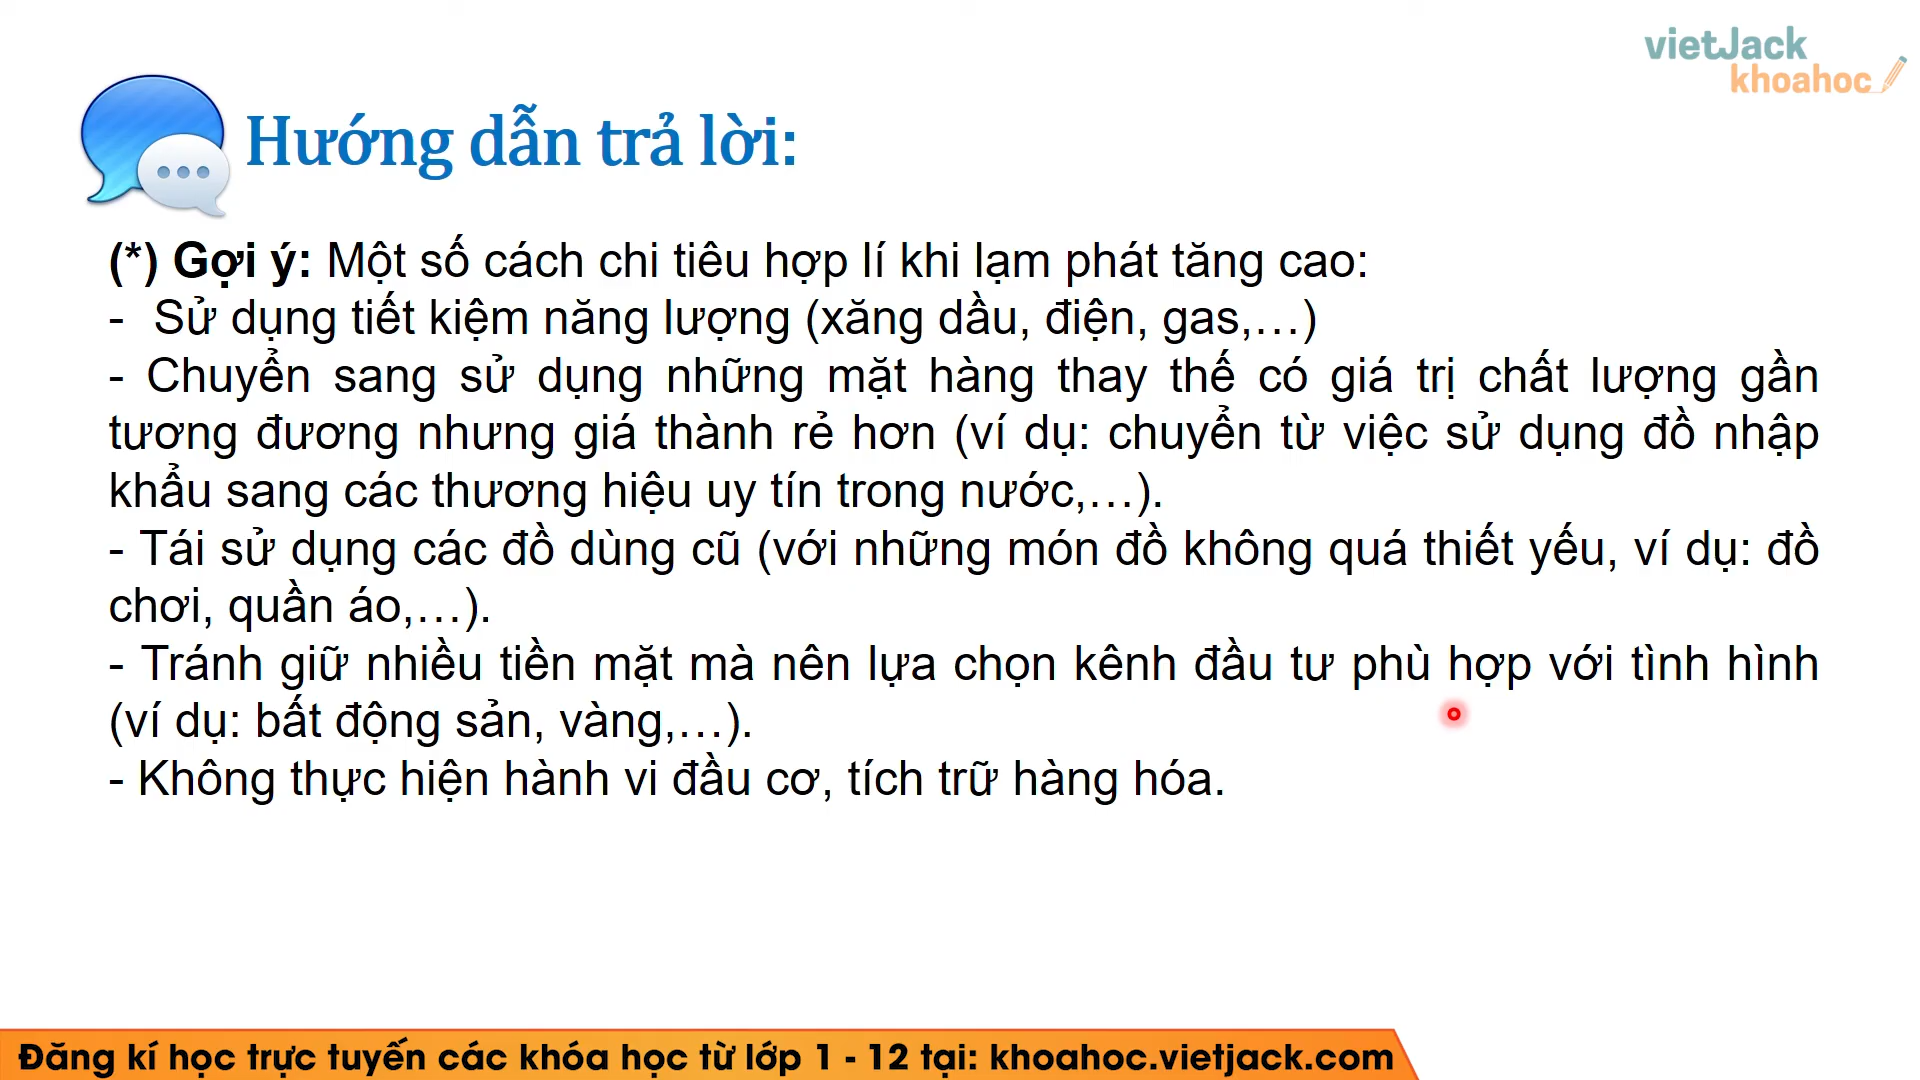 vietJack
khoahoc
Hướng dẫn trả lời:
(*) Gợi ý: Một số cách chi tiêu hợp lí khi lạm phát tăng cao:
- Sử dụng tiết kiệm năng lượng (xăng dầu, điện, gas,…)
- Chuyển sang sử dụng những mặt hàng thay thế có giá trị chất lượng gần
tương đương nhưng giá thành rẻ hơn (ví dụ: chuyển từ việc sử dụng đồ nhập
khẩu sang các thương hiệu uy tín trong nước,…).
- Tái sử dụng các đồ dùng cũ (với những món đồ không quá thiết yếu, ví dụ: đồ
chơi, quần áo,…).
- Tránh giữ nhiều tiền mặt mà nên lựa chọn kênh đầu tư phù hợp với tình hình
(ví dụ: bất động sản, vàng,…).
- Không thực hiện hành vi đầu cơ, tích trữ hàng hóa.
Đăng kí học trực tuyến các khóa học từ lớp 1 - 12 tại: khoahoc.vietjack.com